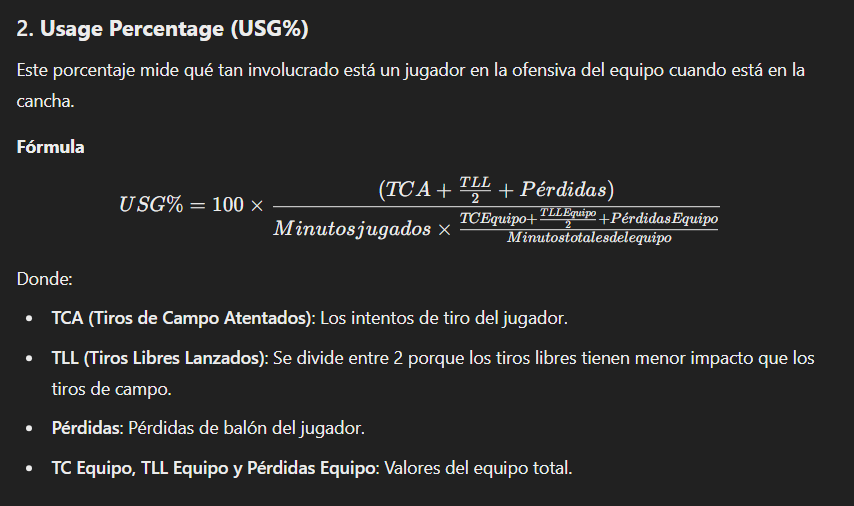 2. Usage Percentage (USG%)
Este porcentaje mide qué tan involucrado está un jugador en la ofensiva del equipo cuando está en la
cancha.
Fórmula
USG% = 100 × \frac{(TCA + \frac{TLL}{2} + Pérdidas)}{Minutosjugados × \frac{TCEquipo + \frac{TLLEquipo}{2} + PérdidasEquipo}{Minutostotalesdelequipo}}
Donde:
• TCA (Tiros de Campo Atentados): Los intentos de tiro del jugador.
• TLL (Tiros Libres Lanzados): Se divide entre 2 porque los tiros libres tienen menor impacto que los
tiros de campo.
• Pérdidas: Pérdidas de balón del jugador.
• TC Equipo, TLL Equipo y Pérdidas Equipo: Valores del equipo total.